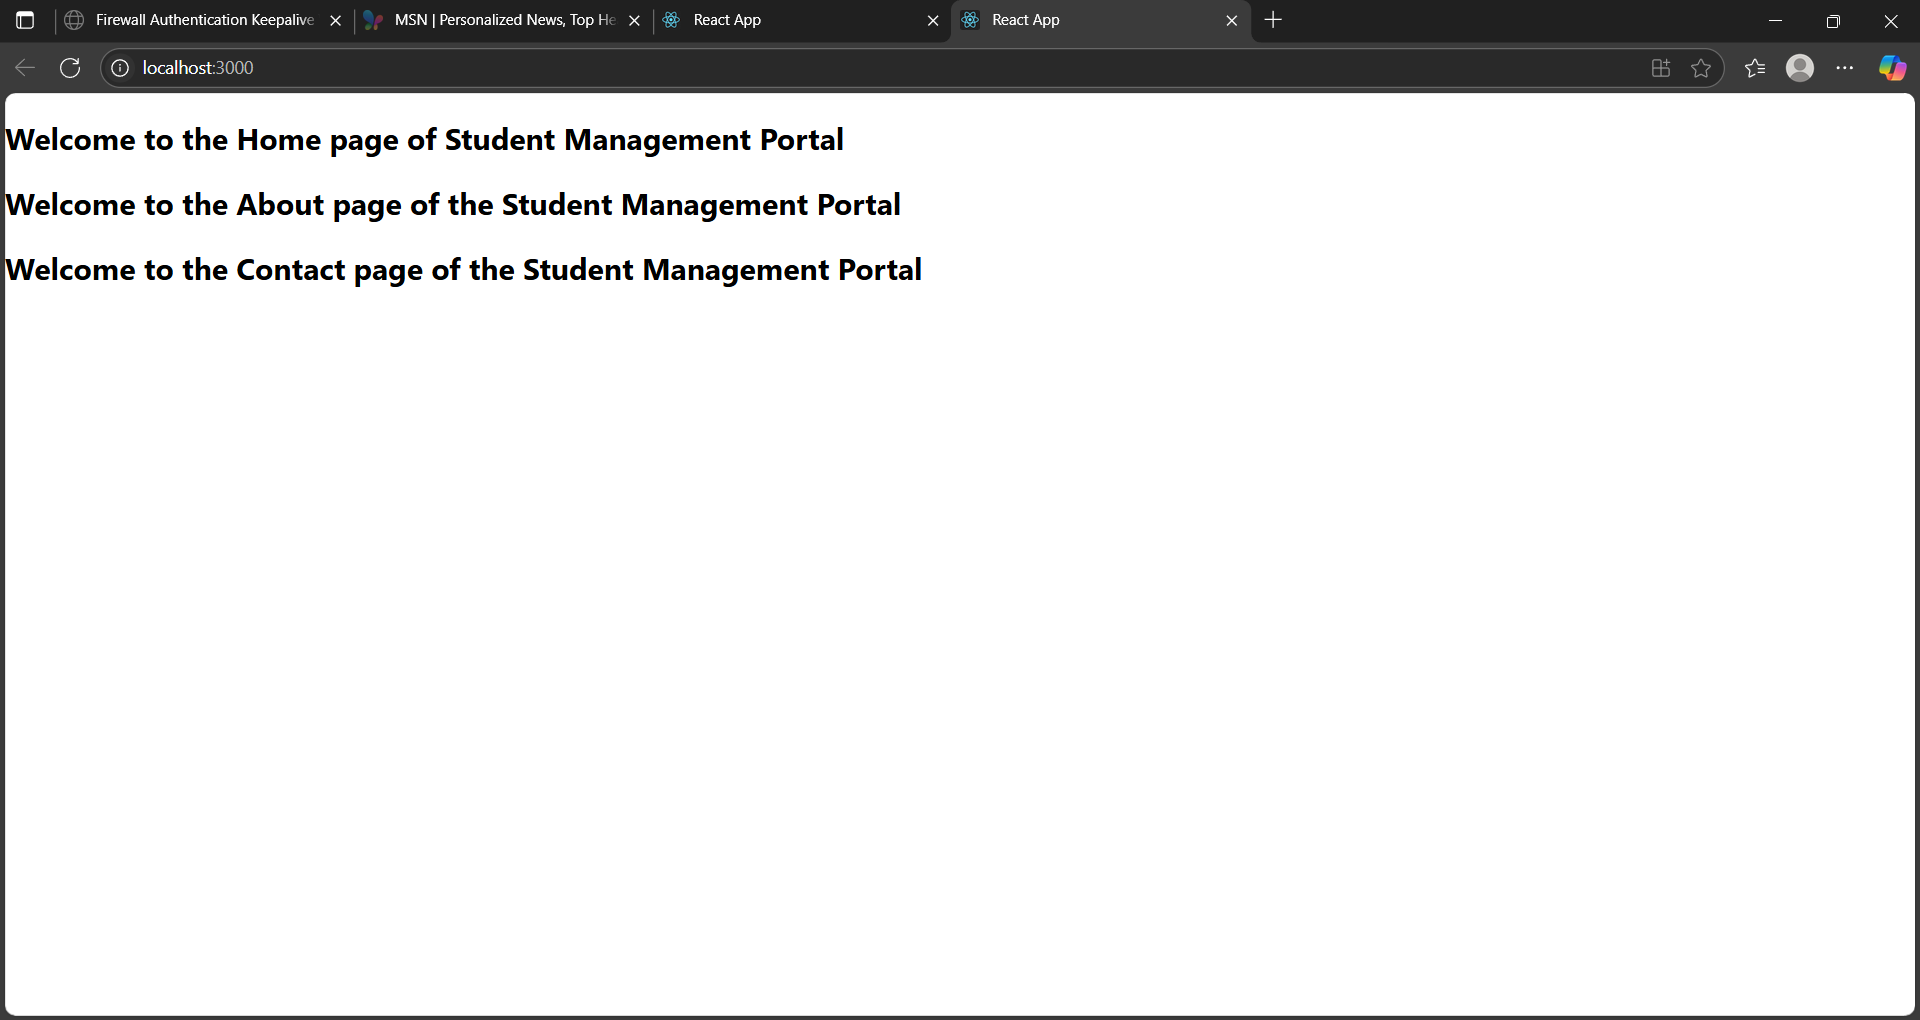 Firewall Authentication Keepalive
MSN | Personalized News, Top He
React App
React App
localhost:3000
Welcome to the Home page of Student Management Portal
Welcome to the About page of the Student Management Portal
Welcome to the Contact page of the Student Management Portal